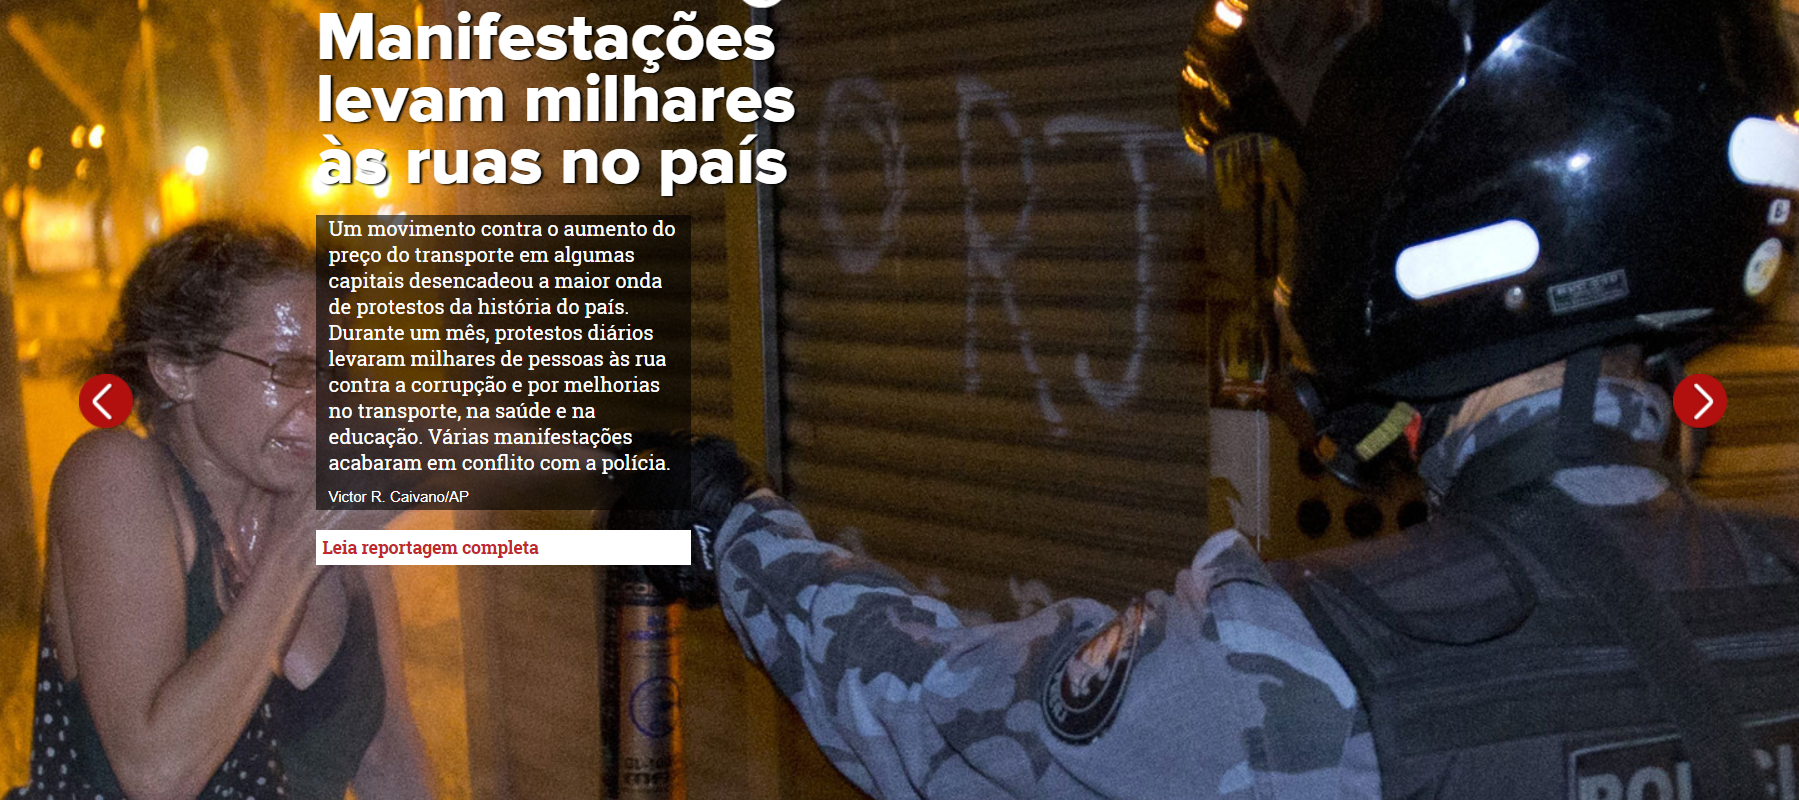 Manifestações
levam milhares
às ruas no país
Um movimento contra o aumento do
preço do transporte em algumas
capitais desencadeou a maior onda
de protestos da história do país.
Durante um mês, protestos diários
levaram milhares de pessoas às rua
contra a corrupção e por melhorias
no transporte, na saúde e na
educação. Várias manifestações
acabaram em conflito com a polícia.
Victor R. Caivano/AP
Leia reportagem completa